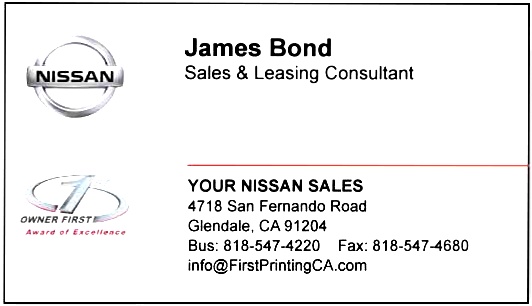 NISSAN
James Bond
Sales & Leasing Consultant
1
OWNER FIRST
Award of Excellence
YOUR NISSAN SALES
4718 San Fernando Road
Glendale, CA 91204
Bus: 818-547-4220 Fax: 818-547-4680
info@FirstPrintingCA.com